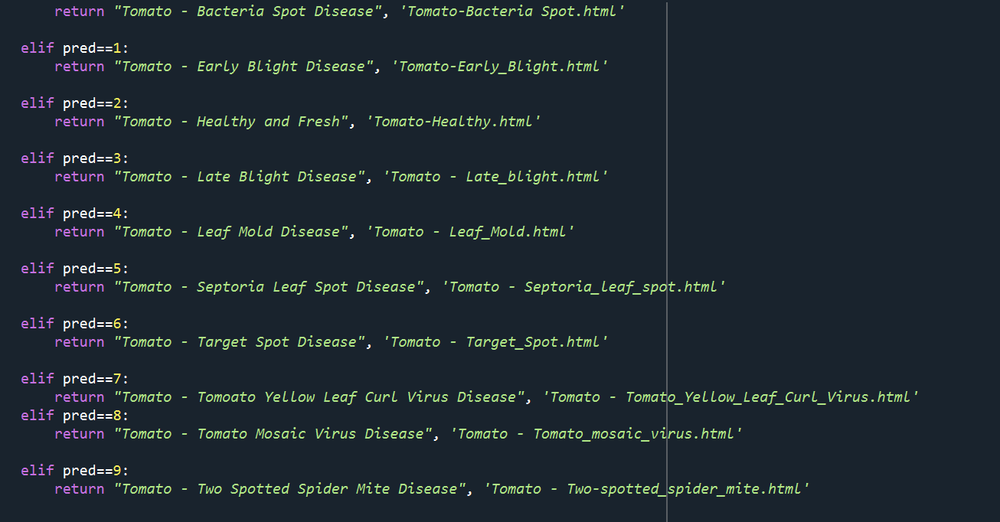 return "Tomato - Bacteria Spot Disease", 'Tomato-Bacteria Spot.html'
elif pred==1:
return "Tomato - Early Blight Disease", 'Tomato-Early_Blight.html'
elif pred==2:
return "Tomato - Healthy and Fresh", 'Tomato-Healthy.html'
elif pred==3:
return "Tomato - Late Blight Disease", 'Tomato - Late_blight.html'
elif pred==4:
return "Tomato - Leaf Mold Disease", 'Tomato - Leaf_Mold.html'
elif pred==5:
return "Tomato - Septoria Leaf Spot Disease", 'Tomato - Septoria_leaf_spot.html'
elif pred==6:
return "Tomato - Target Spot Disease", 'Tomato - Target_Spot.html'
elif pred==7:
return "Tomato - Tomoato Yellow Leaf Curl Virus Disease", 'Tomato - Tomato_Yellow_Leaf_Curl_Virus.html'
elif pred==8:
return "Tomato - Tomato Mosaic Virus Disease", 'Tomato - Tomato_mosaic_virus.html'
elif pred==9:
return "Tomato - Two Spotted Spider Mite Disease", 'Tomato - Two-spotted_spider_mite.html'